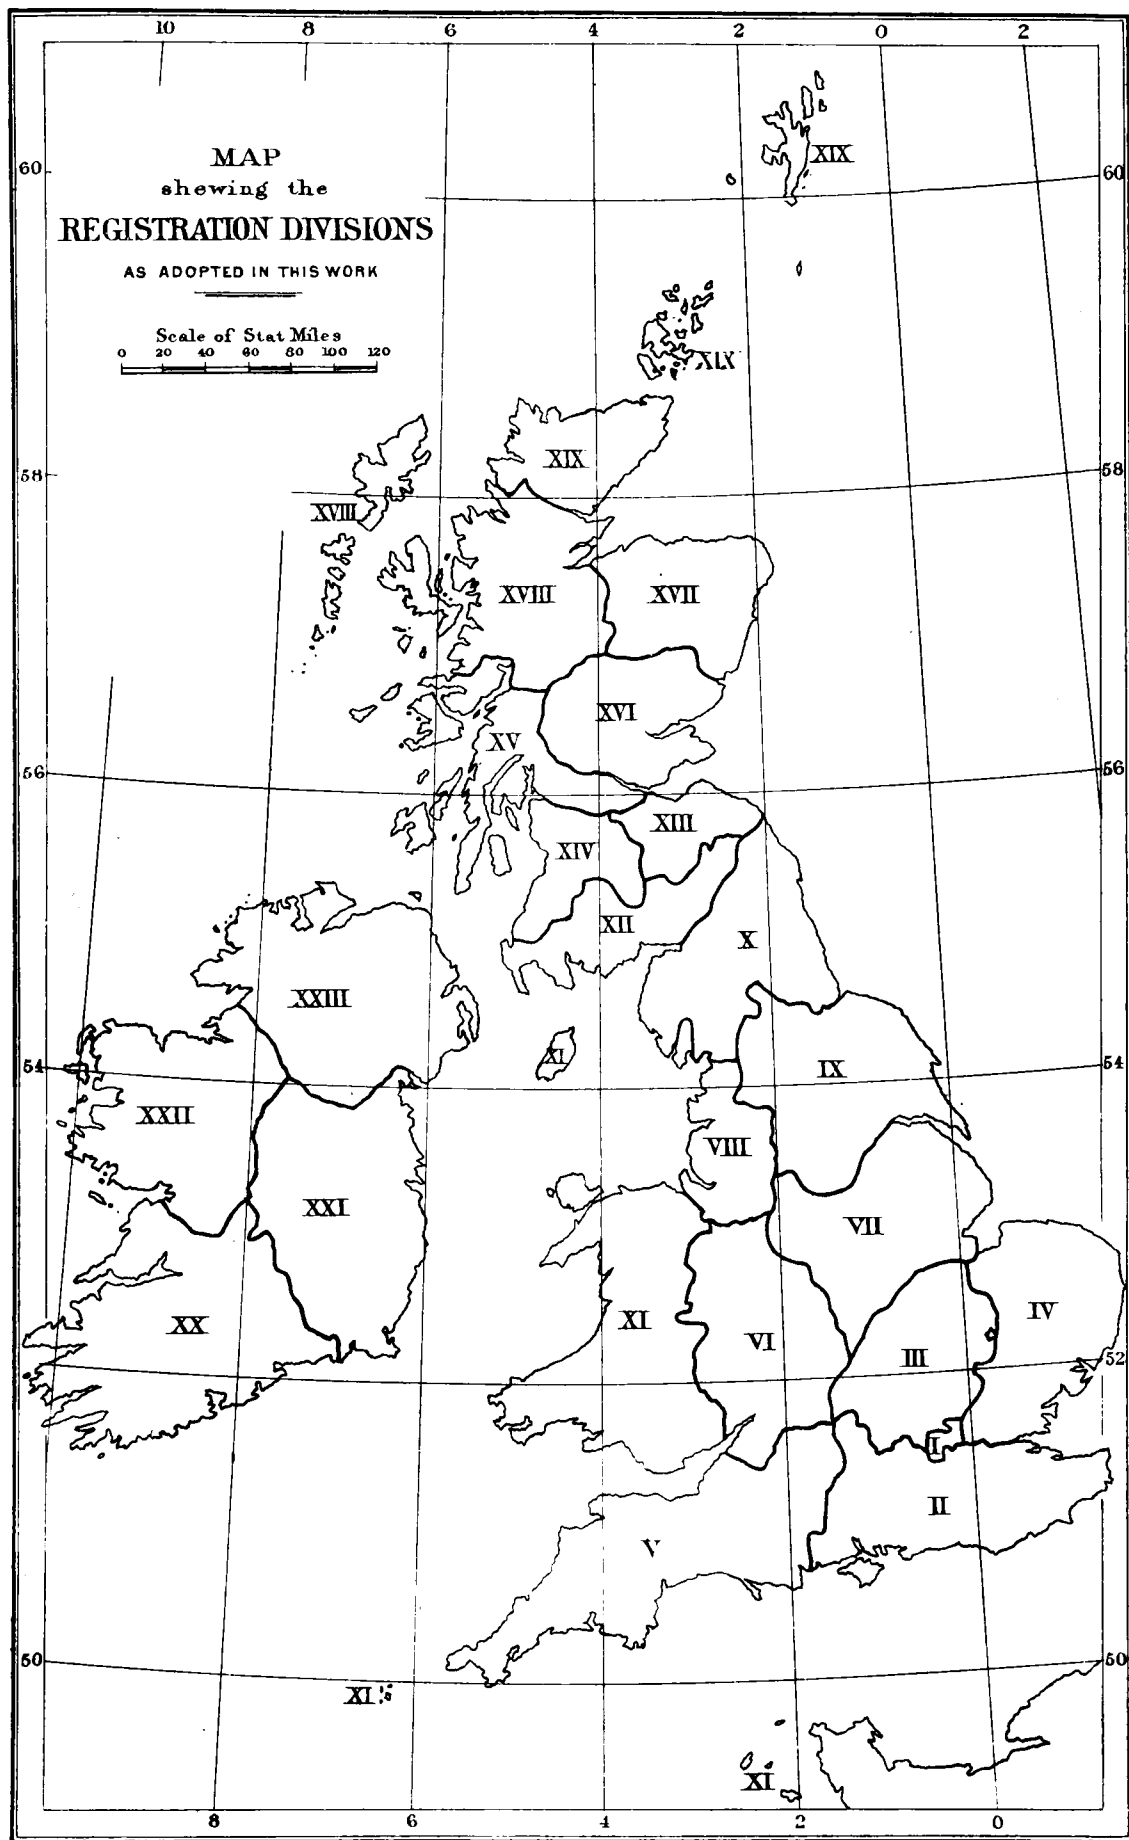 10 8 6 4 2 0 2
MAP
shewing the
REGISTRATION DIVISIONS
AS ADOPTED IN THIS WORK
Scale of Stat Miles
0 20 40 60 80 100 120
XIX
60 60
XIX
XIX
58 58
XVIII
XVIII XVII
XVI
XV
56 56
XIII
XIV
XII
X
XXIII
XI
54 54
IX
XXII
VIII
XXI
VII
IV
XI
XX
VI
III
52
I
II
V
50 50
XI
XI
8 6 4 2 0